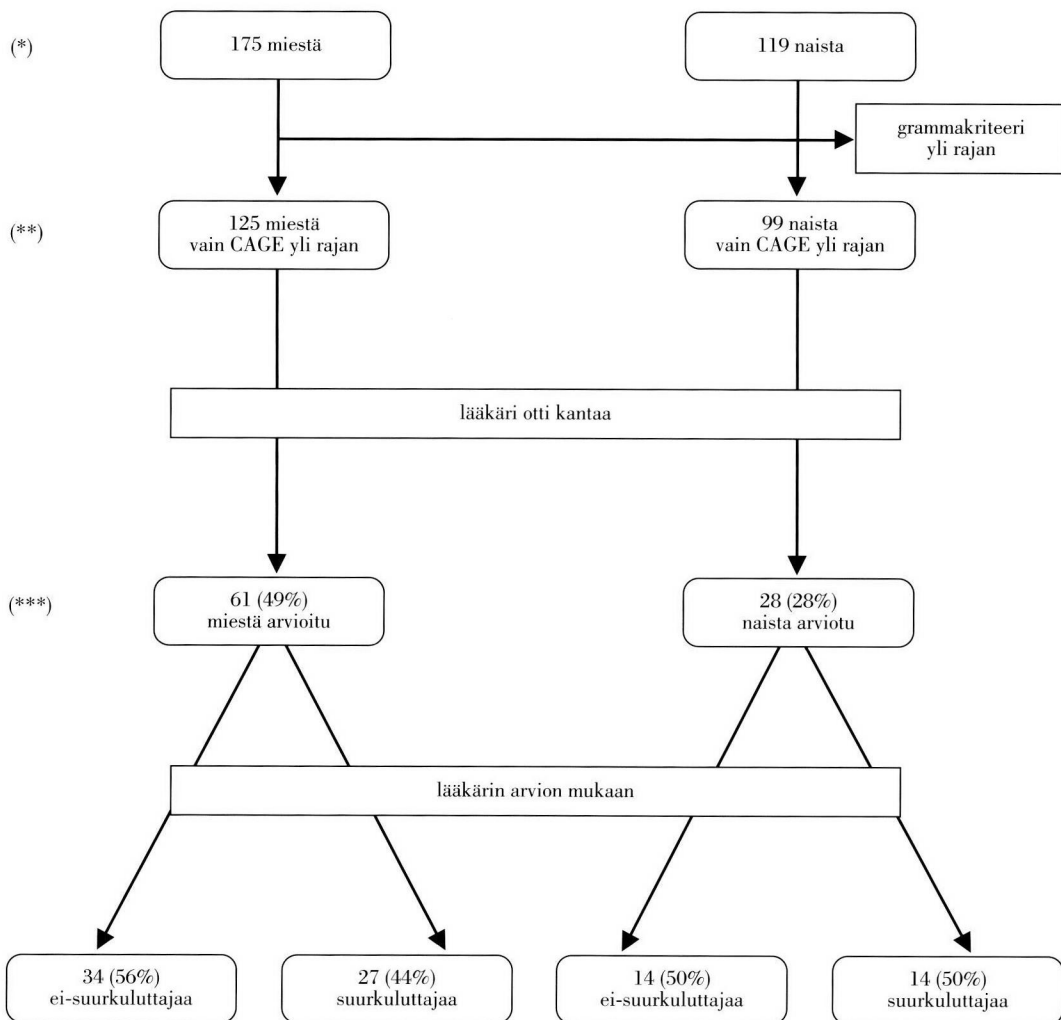 (*)
175 miestä
119 naista
grammakriteeri
yli rajan
(**)
125 miestä
vain CAGE yli rajan
99 naista
vain CAGE yli rajan
lääkäri otti kantaa
(***)
61 (49%)
miestä arvioitu
28 (28%)
naista arviotu
lääkärin arvion mukaan
34 (56%)
ei-suurkuluttajaa
27 (44%)
suurkuluttajaa
14 (50%)
ei-suurkuluttajaa
14 (50%)
suurkuluttajaa